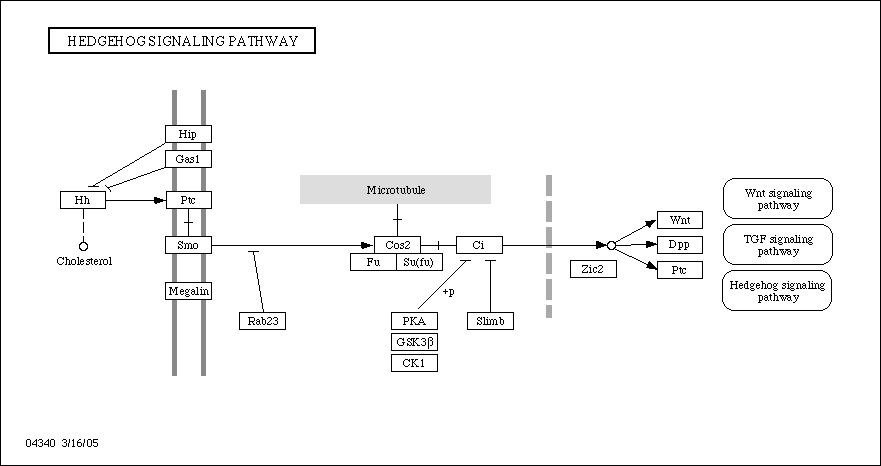 HEDGEHOG SIGNALING PATHWAY
Hip
Gas1
Hh
Ptc
Microtubule
Smo
Cos2
Ci
Fu
Su(fu)
Cholesterol
Megalin
Rab23
+p
PKA
GSK3β
CK1
Slimb
Zic2
Wnt
Dpp
Ptc
Wnt signaling
pathway
TGF signaling
pathway
Hedgehog signaling
pathway
04340 3/16/05